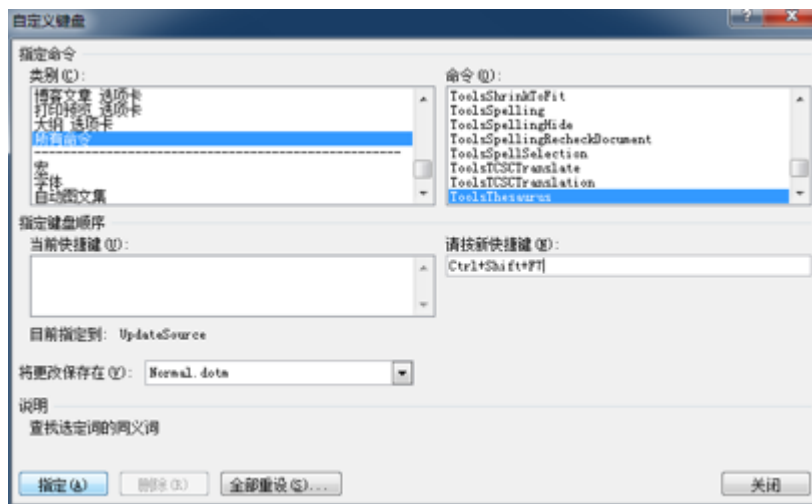 自定义键盘
指定命令
类别(C):
命令(O):
博客文章 选项卡
打印预览 选项卡
大纲 选项卡
所有命令
宏
字体
自动图文集
ToolsShrinkToFit
ToolsSpelling
ToolsSpellingHide
ToolsSpellingRecheckDocument
ToolsSpellSelection
ToolsTCSCTranslate
ToolsTCSCTranslation
ToolsThesaurus
指定键盘顺序
当前快捷键(U):
请按新快捷键(N):
Ctrl+Shift+F7
目前指定到: UpdateSource
将更改保存在(V): Normal.dotm
说明
查找选定词的同义词
指定(A) 删除(R) 全部重设(S)... 关闭